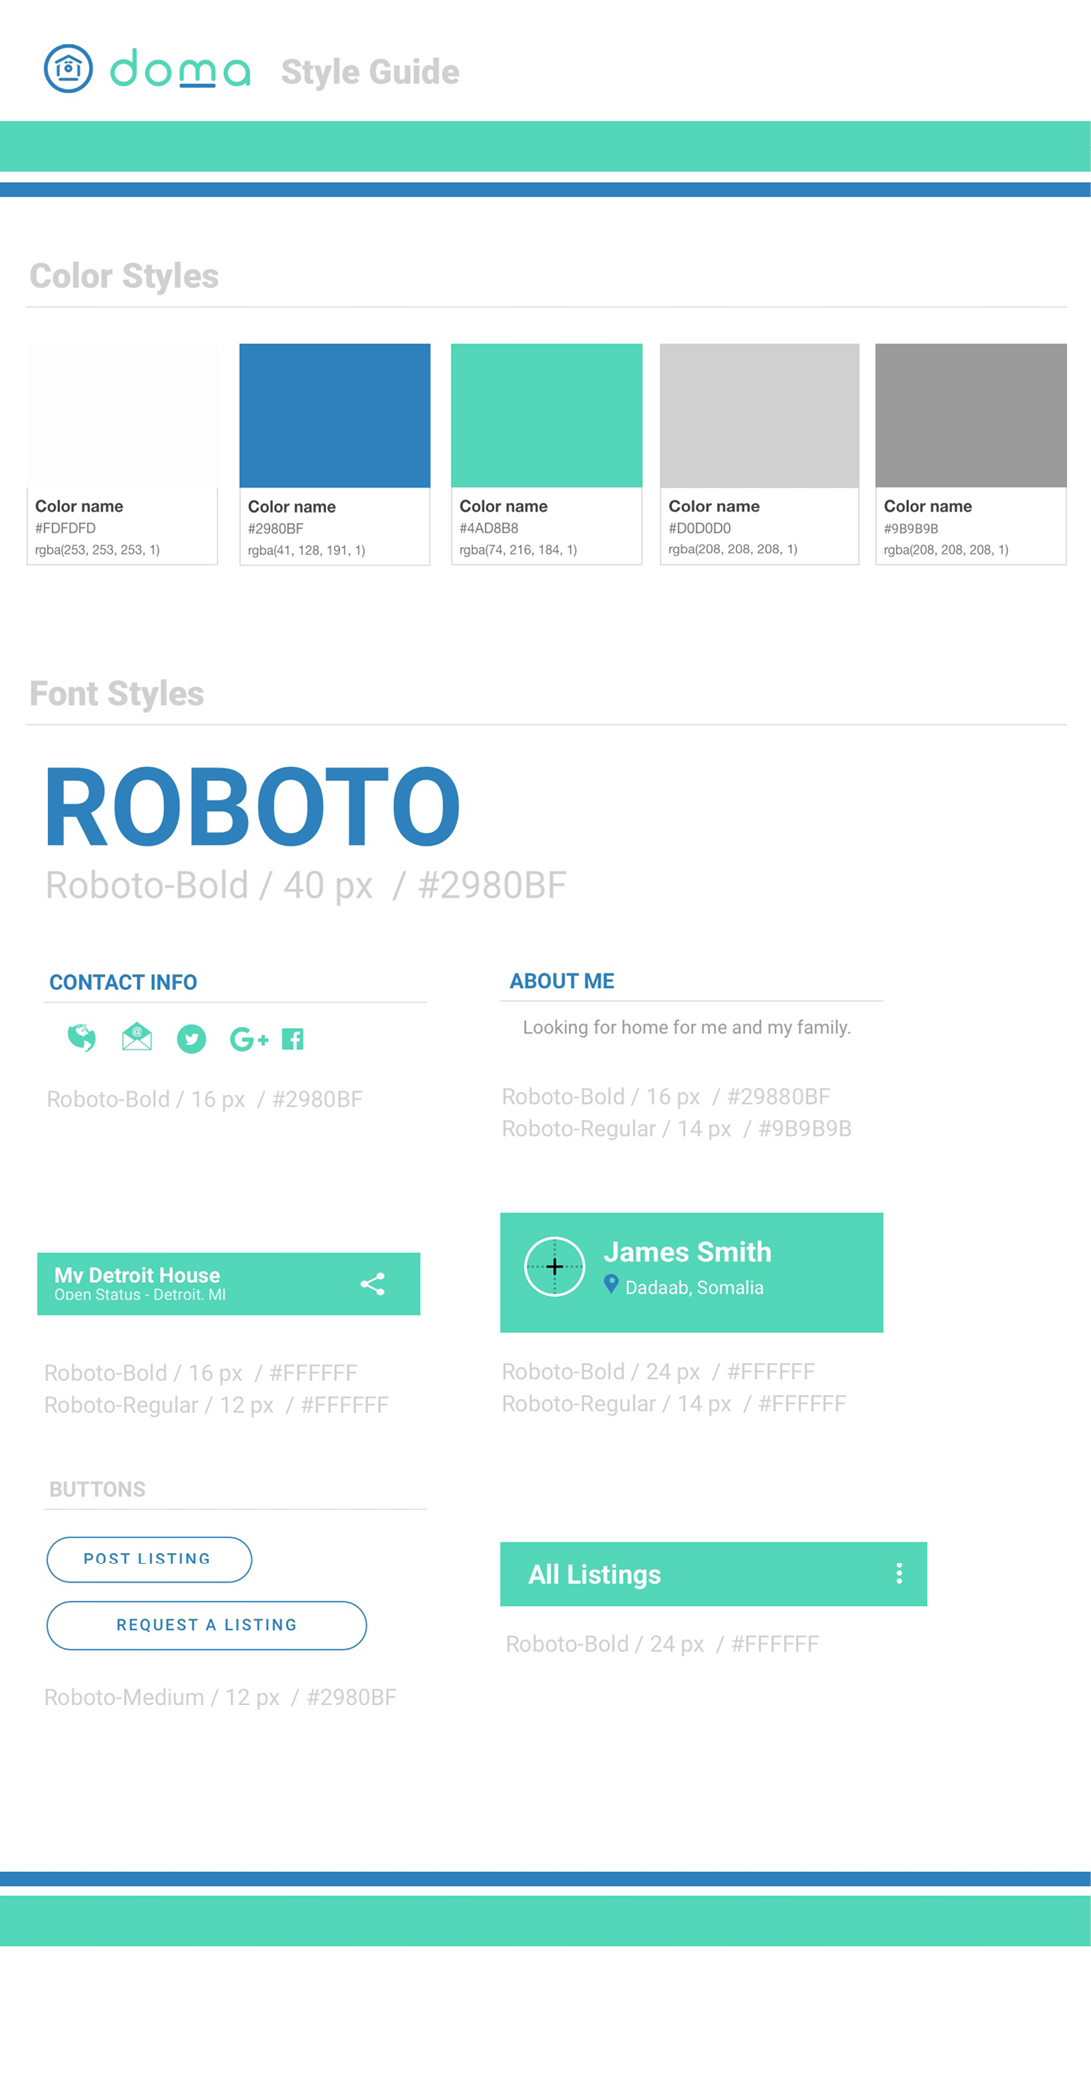 doma Style Guide
Color Styles
Color name
#FDFDFD
rgba(253, 253, 253, 1)
Color name
#2980BF
rgba(41, 128, 191, 1)
Color name
#4AD8B8
rgba(74, 216, 184, 1)
Color name
#D0D0D0
rgba(208, 208, 208, 1)
Color name
#9B9B9B
rgba(208, 208, 208, 1)
Font Styles
ROBOTO
Roboto-Bold / 40 px / #2980BF
CONTACT INFO
Roboto-Bold / 16 px / #2980BF
ABOUT ME
Looking for home for me and my family.
Roboto-Bold / 16 px / #29880BF
Roboto-Regular / 14 px / #9B9B9B
My Detroit House
Open Status - Detroit, MI
Roboto-Bold / 16 px / #FFFFFF
Roboto-Regular / 12 px / #FFFFFF
James Smith
Dadaab, Somalia
Roboto-Bold / 24 px / #FFFFFF
Roboto-Regular / 14 px / #FFFFFF
BUTTONS
POST LISTING
REQUEST A LISTING
Roboto-Medium / 12 px / #2980BF
All Listings
Roboto-Bold / 24 px / #FFFFFF